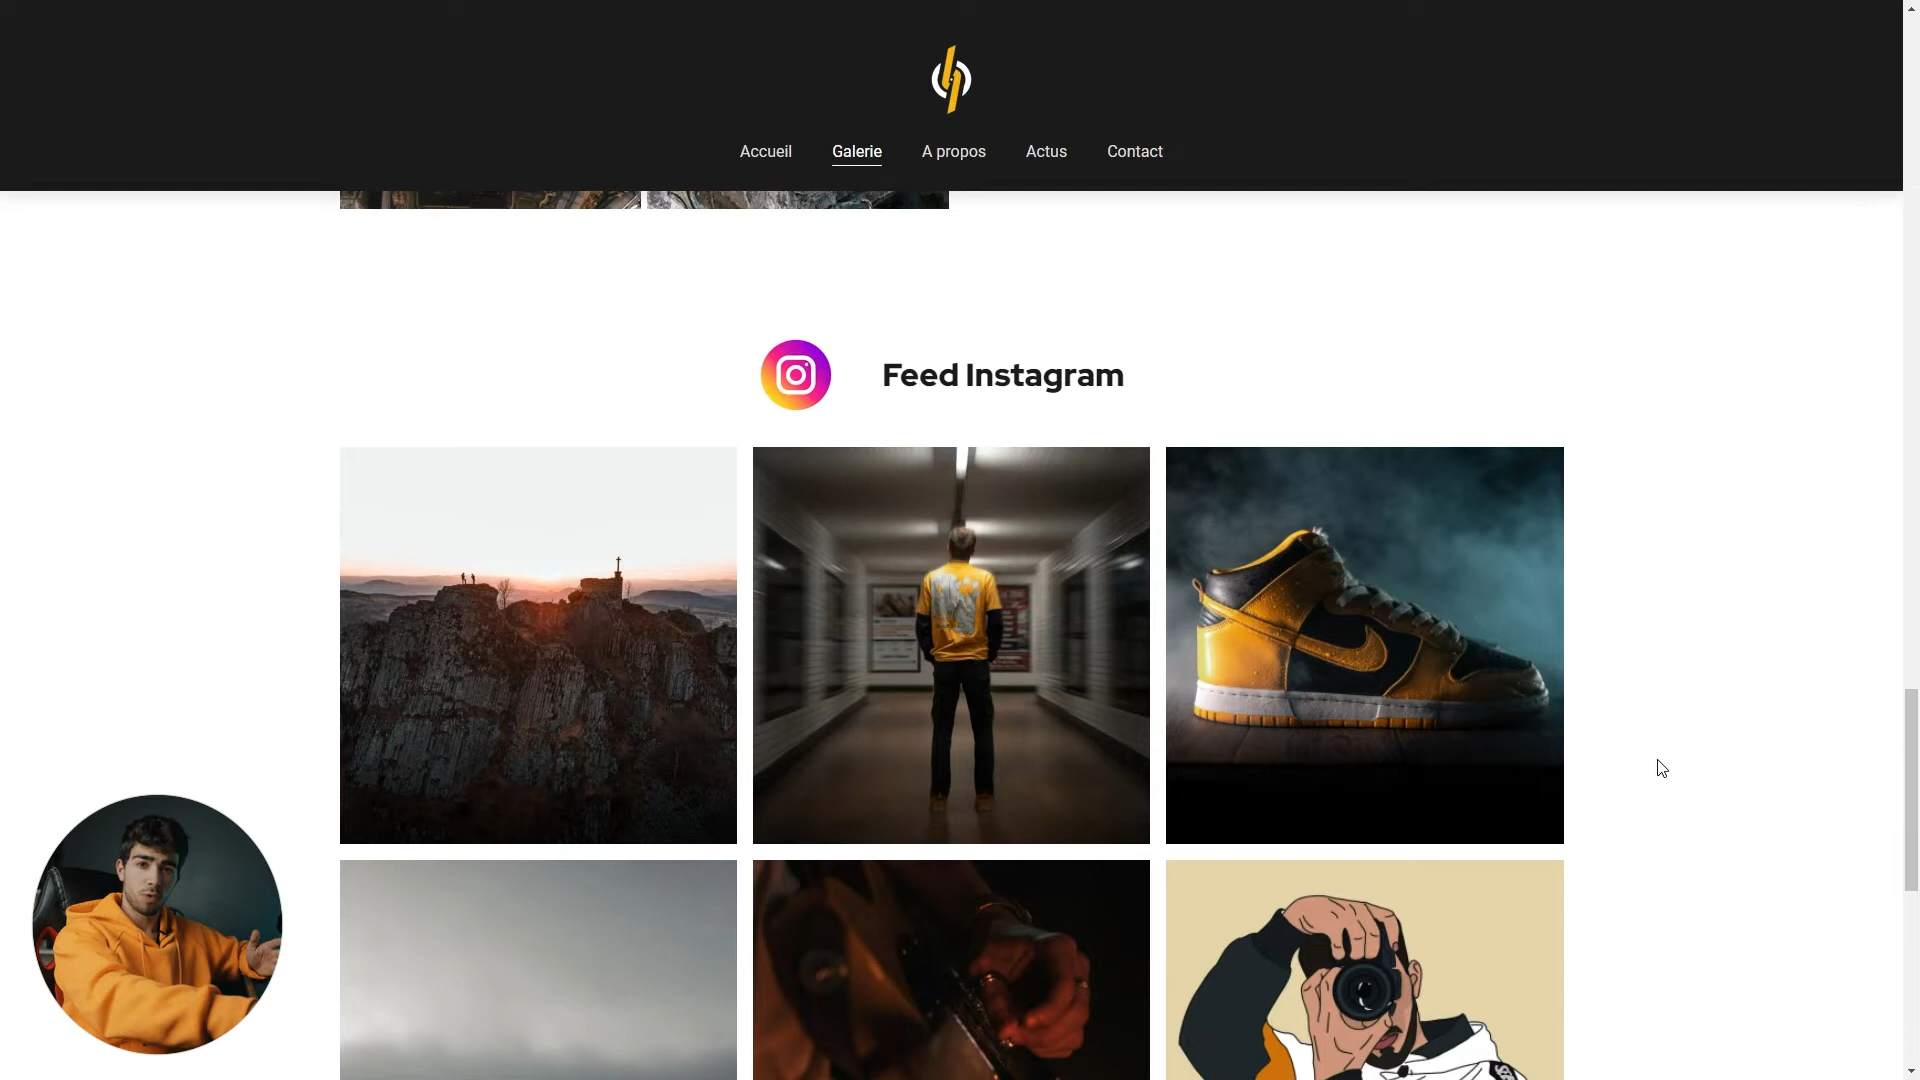 Accueil
Galerie
A propos
Actus
Contact
Feed Instagram